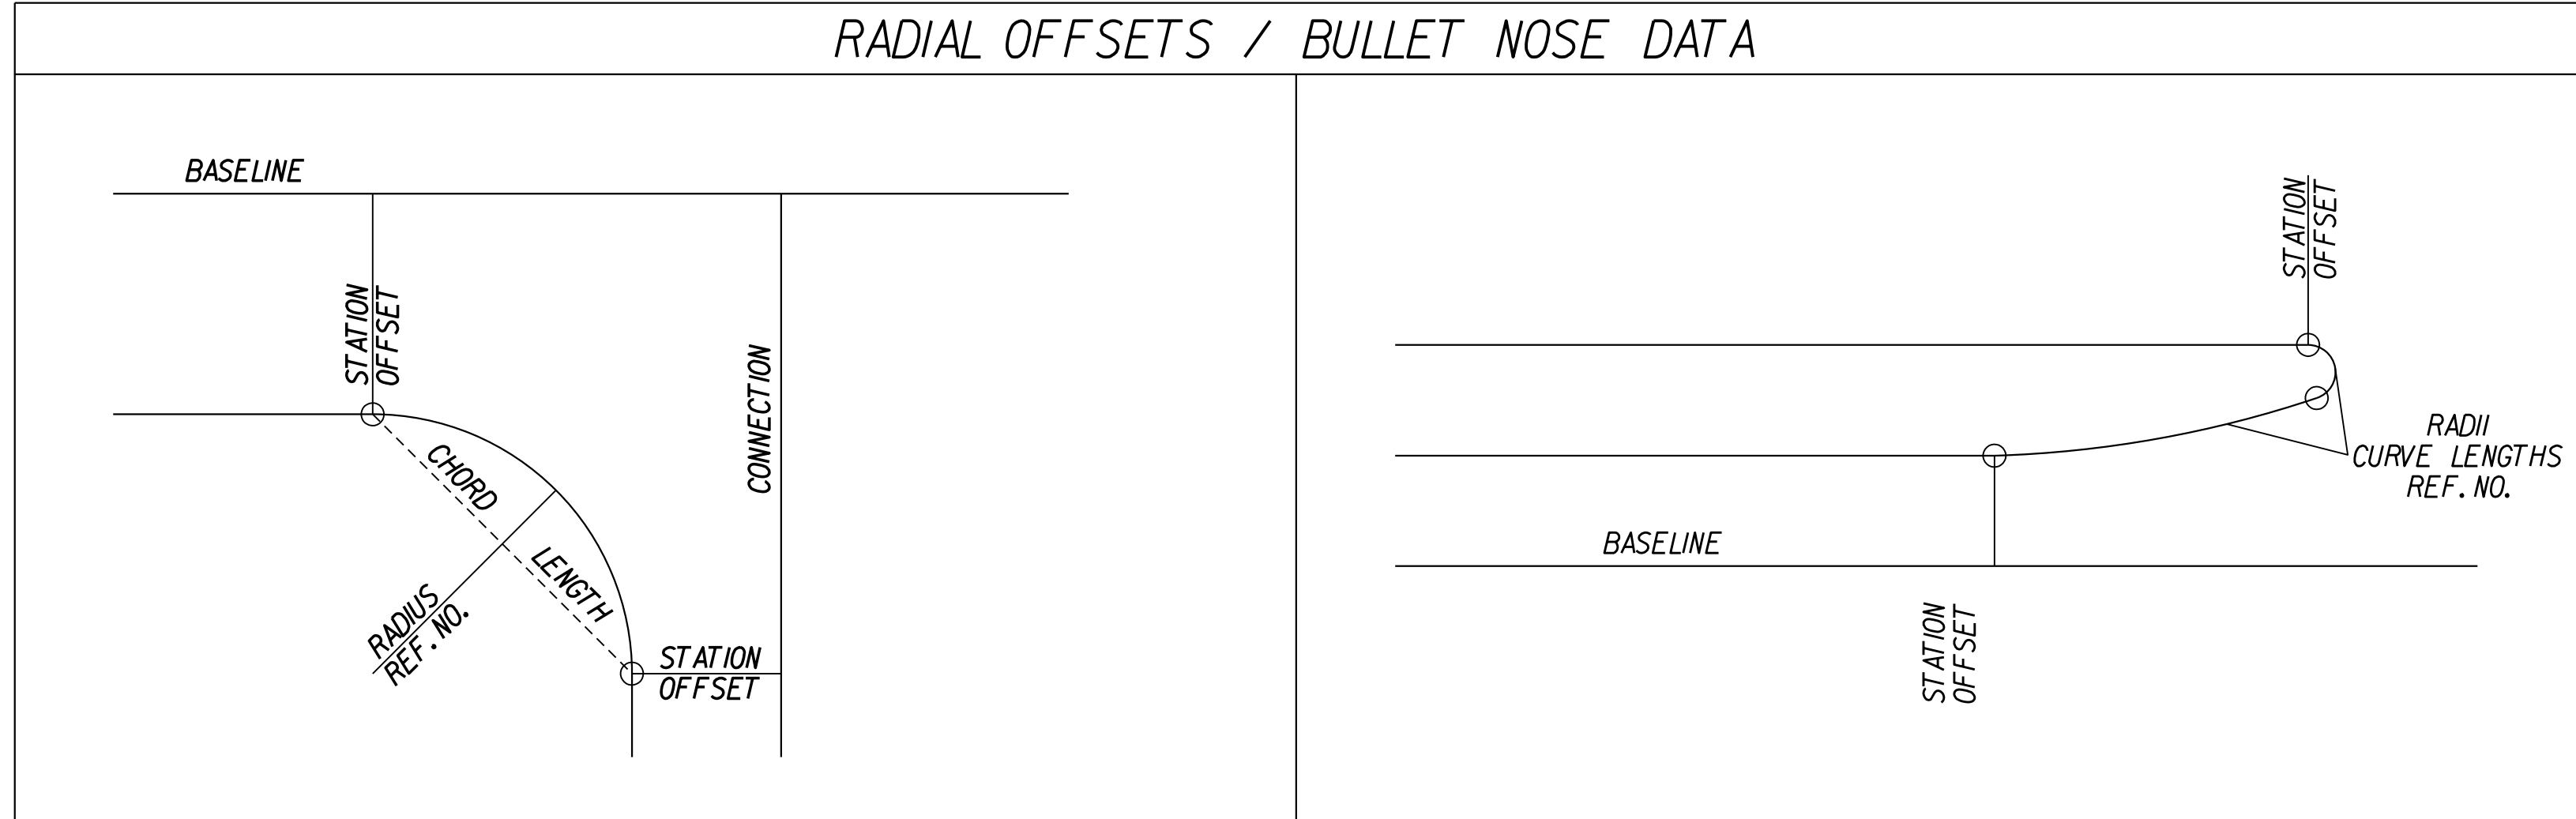 RADIAL OFFSETS / BULLET NOSE DATA
BASELINE
STATION
OFFSET
CONNECTION
CHORD LENGTH
RADIUS
REF. NO.
STATION
OFFSET
STATION
OFFSET
RADII
CURVE LENGTHS
REF. NO.
BASELINE
STATION
OFFSET